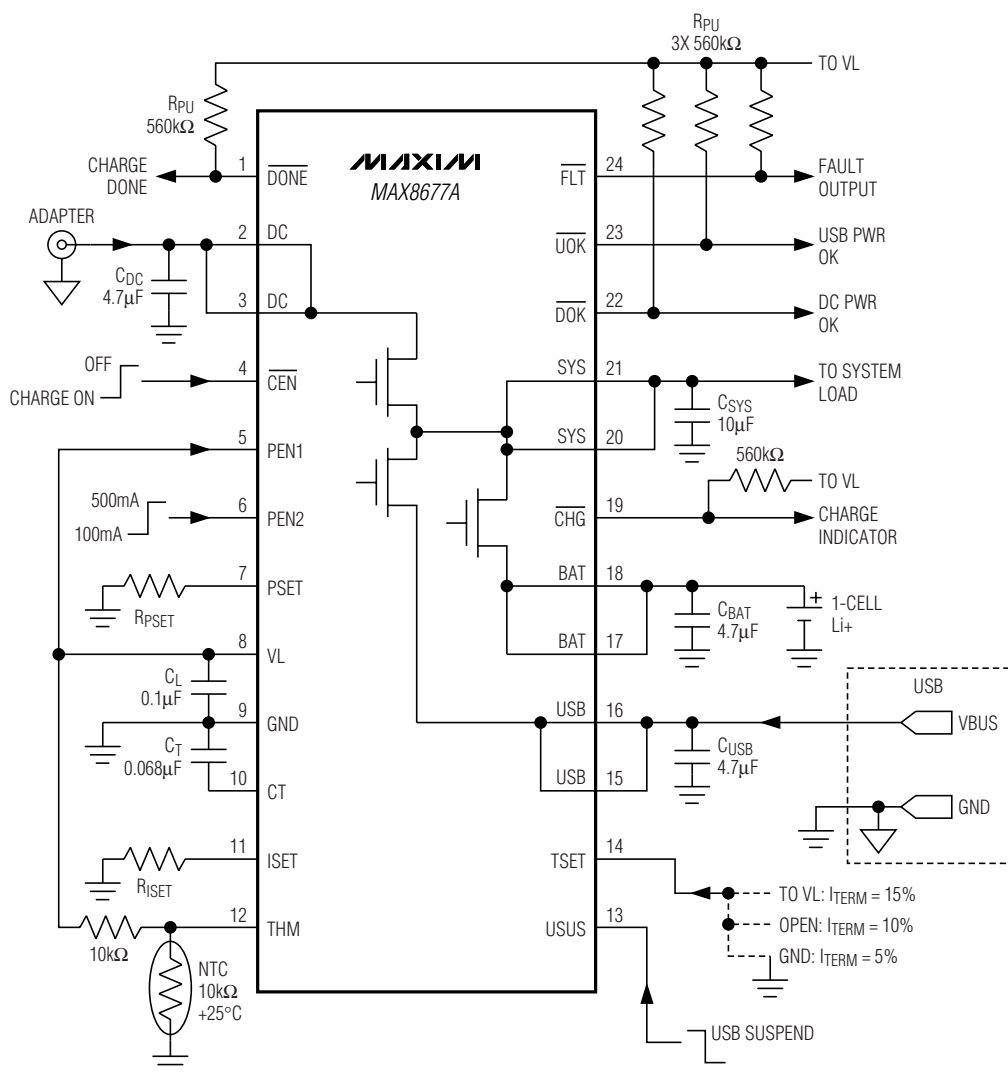 RPU
3X 560kΩ
TO VL
RPU
560kΩ
MAXIM
MAX8677A
CHARGE
DONE
1
DONE
FLT
24
FAULT
OUTPUT
ADAPTER
2
DC
UOK
23
USB PWR
OK
CDC
4.7μF
3
DC
DOK
22
DC PWR
OK
OFF
CHARGE ON
4
CEN
SYS
21
TO SYSTEM
LOAD
CSYS
10μF
5
PEN1
SYS
20
560kΩ
TO VL
500mA
100mA
6
PEN2
CHG
19
CHARGE
INDICATOR
7
PSET
RPSET
BAT
18
CBAT
4.7μF
+
1-CELL
Li+
8
VL
BAT
17
CL
0.1μF
USB
9
GND
USB
16
VBUS
CT
0.068μF
CUSB
4.7μF
10
CT
USB
15
GND
11
ISET
RISET
TSET
14
TO VL: ITERM = 15%
OPEN: ITERM = 10%
GND: ITERM = 5%
12
THM
10kΩ
USUS
13
NTC
10kΩ
+25°C
USB SUSPEND